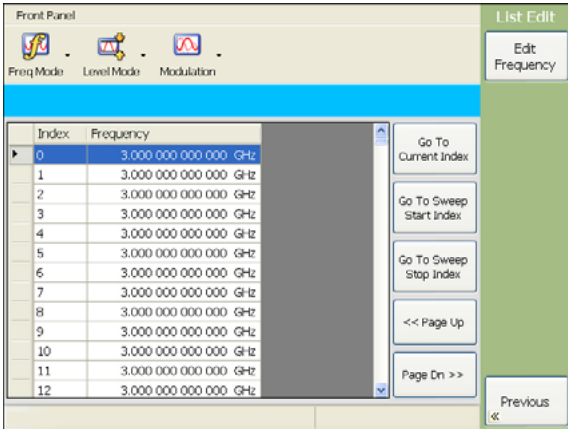 Front Panel
List Edit
Freq Mode
Level Mode
Modulation
Edit
Frequency
Index Frequency
0 3.000 000 000 000 GHz
1 3.000 000 000 000 GHz
2 3.000 000 000 000 GHz
3 3.000 000 000 000 GHz
4 3.000 000 000 000 GHz
5 3.000 000 000 000 GHz
6 3.000 000 000 000 GHz
7 3.000 000 000 000 GHz
8 3.000 000 000 000 GHz
9 3.000 000 000 000 GHz
10 3.000 000 000 000 GHz
11 3.000 000 000 000 GHz
12 3.000 000 000 000 GHz
Go To
Current Index
Go To Sweep
Start Index
Go To Sweep
Stop Index
<< Page Up
Page Dn >>
Previous
«